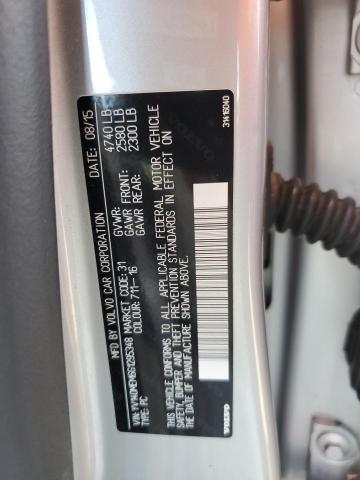 MFD BY VOLVO CAR CORPORATION DATE: 08/15
GVWR: 4740 LB
GAWR FRONT: 2580 LB
GAWR REAR: 2300 LB
VIN: YV140MEM6G1295348 MARKET CODE: 31
TYPE: PC COLOUR: 711-16
THIS VEHICLE CONFORMS TO ALL APPLICABLE FEDERAL MOTOR VEHICLE
SAFETY, BUMPER AND THEFT PREVENTION STANDARDS IN EFFECT ON THE
DATE OF MANUFACTURE SHOWN ABOVE.
VOLVO
31416040